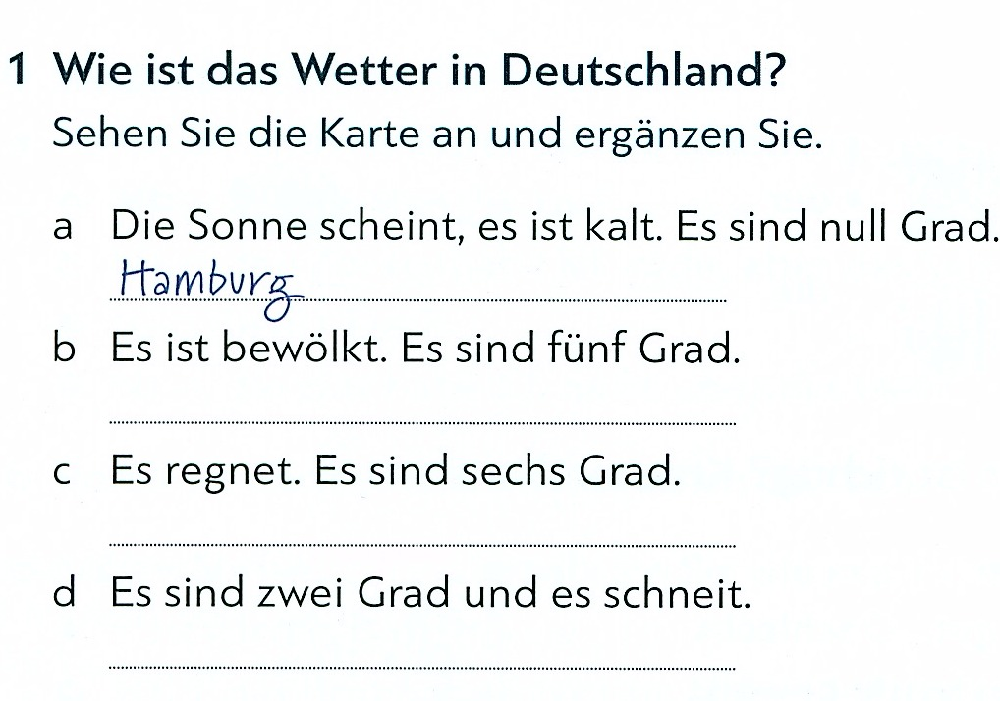 1 Wie ist das Wetter in Deutschland?
Sehen Sie die Karte an und ergänzen Sie.
a Die Sonne scheint, es ist kalt. Es sind null Grad.
Hamburg
b Es ist bewölkt. Es sind fünf Grad.
c Es regnet. Es sind sechs Grad.
d Es sind zwei Grad und es schneit.